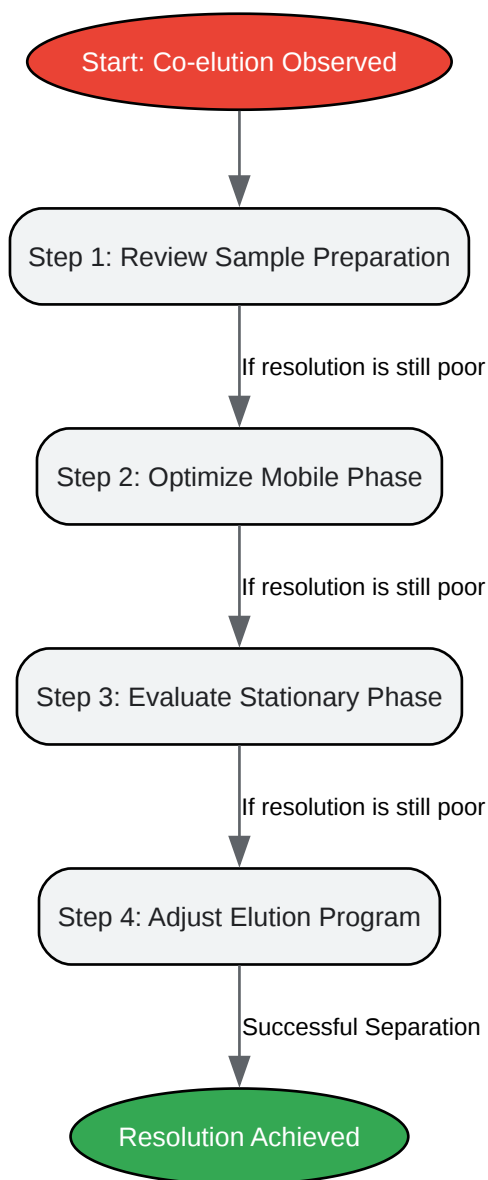 Start: Co-elution Observed
Step 1: Review Sample Preparation
If resolution is still poor
Step 2: Optimize Mobile Phase
If resolution is still poor
Step 3: Evaluate Stationary Phase
If resolution is still poor
Step 4: Adjust Elution Program
Successful Separation
Resolution Achieved